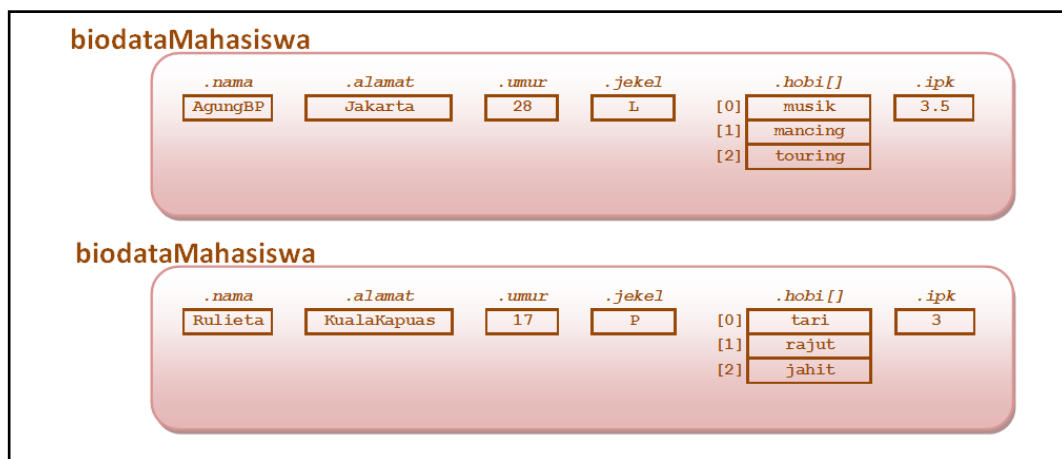 biodataMahasiswa
.nama .alamat .umur .jekel .hobi[] .ipk
AgungBP Jakarta 28 L [0] musik 3.5
[1] mancing
[2] touring
biodataMahasiswa
.nama .alamat .umur .jekel .hobi[] .ipk
Rulieta KualaKapuas 17 P [0] tari 3
[1] rajut
[2] jahit